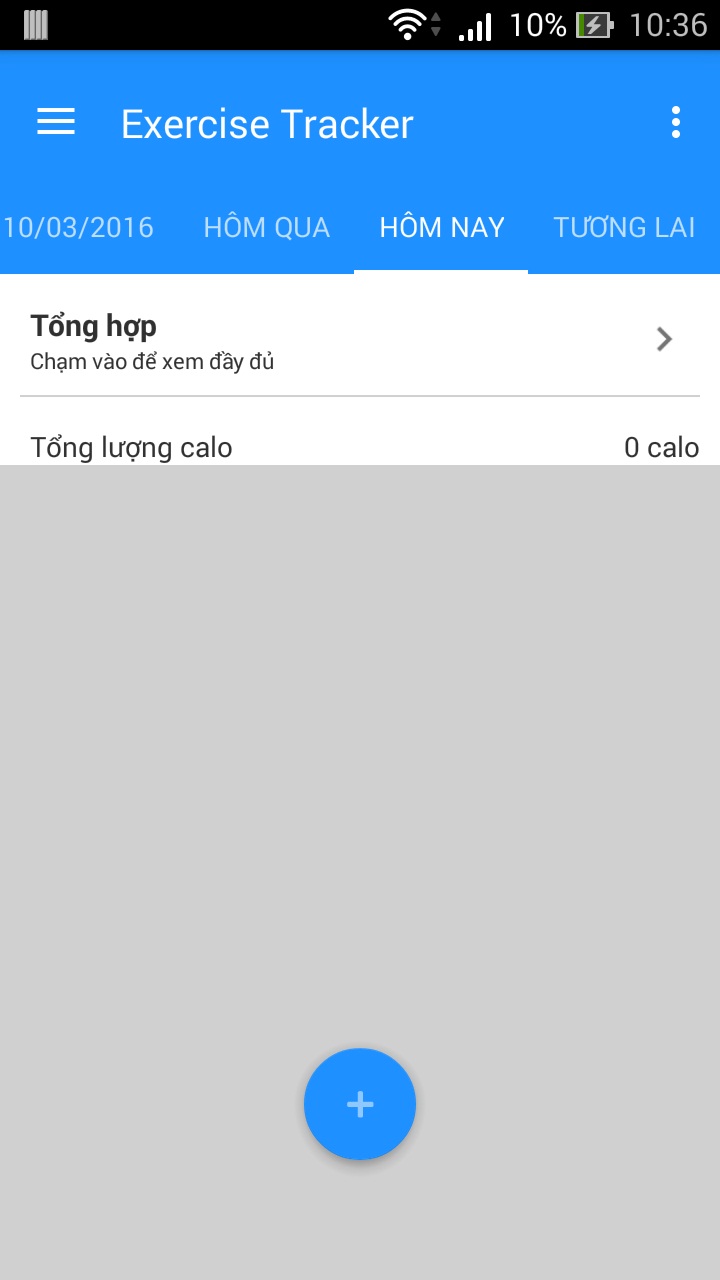 10% 10:36
Exercise Tracker
10/03/2016 HÔM QUA HÔM NAY TƯƠNG LAI
Tổng hợp
Chạm vào để xem đầy đủ
Tổng lượng calo 0 calo